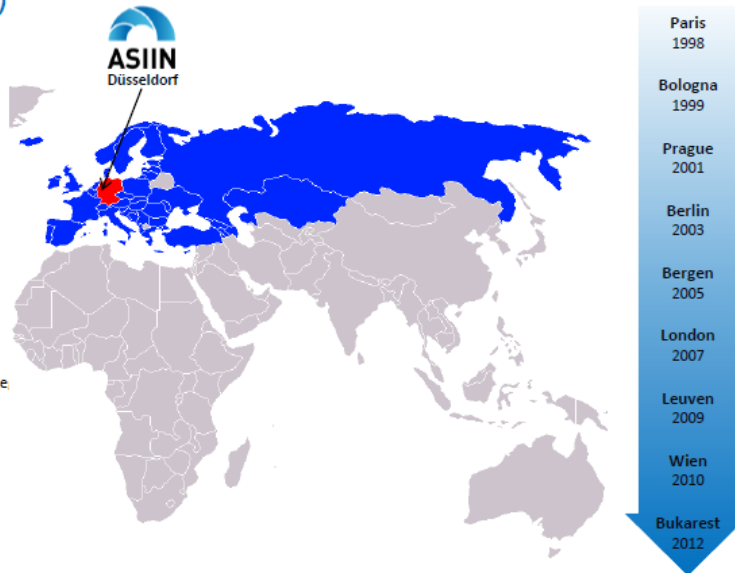 )
ASIIN
Düsseldorf
e
Paris
1998
Bologna
1999
Prague
2001
Berlin
2003
Bergen
2005
London
2007
Leuven
2009
Wien
2010
Bukarest
2012